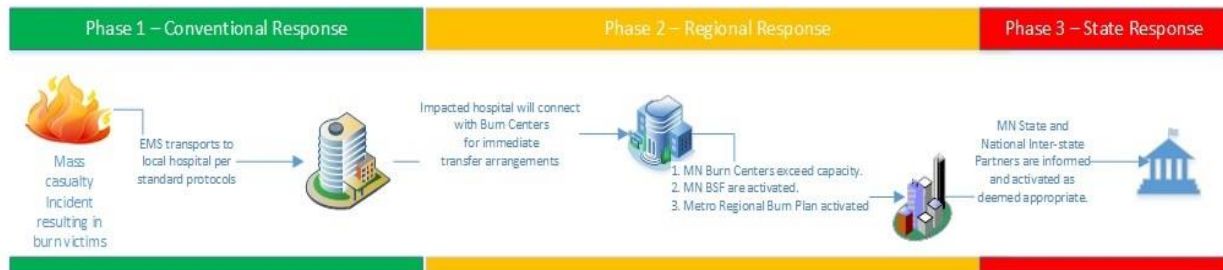 Phase 1 – Conventional Response
Phase 2 – Regional Response
Phase 3 – State Response
Mass
casualty
Incident
resulting in
burn victims
EMS transports to
local hospital per
standard protocols
Impacted hospital will connect
with Burn Centers
for immediate
transfer arrangements
1. MN Burn Centers exceed capacity.
2. MN BSF are activated.
3. Metro Regional Burn Plan activated
MN State and
National Inter-state
Partners are informed
and activated as
deemed appropriate.